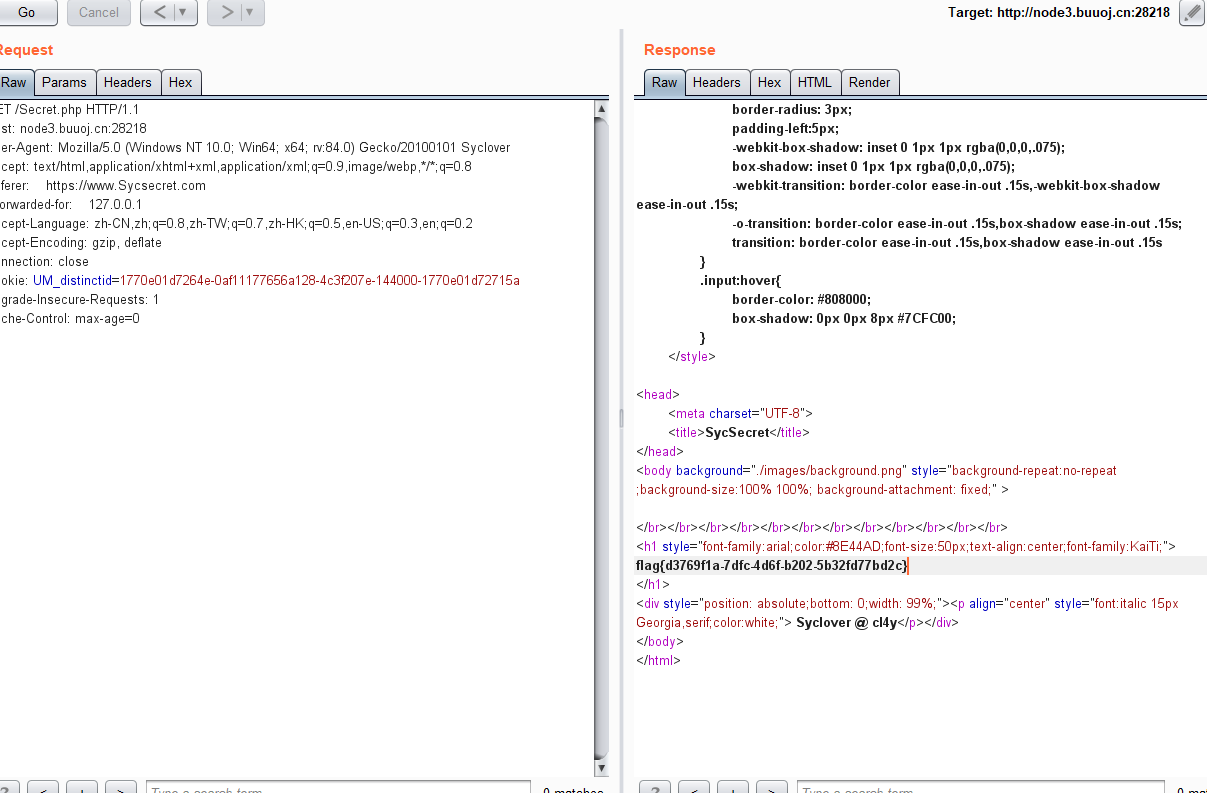 Go Cancel < ▼ > ▼
Target: http://node3.buuoj.cn:28218
Request
Raw Params Headers Hex
ET /Secret.php HTTP/1.1
st: node3.buuoj.cn:28218
er-Agent: Mozilla/5.0 (Windows NT 10.0; Win64; x64; rv:84.0) Gecko/20100101 Syclover
cept: text/html,application/xhtml+xml,application/xml;q=0.9,image/webp,*/*;q=0.8
ferer: https://www.Sycsecret.com
orwarded-for: 127.0.0.1
cept-Language: zh-CN,zh;q=0.8,zh-TW;q=0.7,zh-HK;q=0.5,en-US;q=0.3,en;q=0.2
cept-Encoding: gzip, deflate
nnection: close
okie: UM_distinctid=1770e01d7264e-0af11177656a128-4c3f207e-144000-1770e01d72715a
grade-Insecure-Requests: 1
che-Control: max-age=0
? < + > Type a search term 0 matches
Response
Raw Headers Hex HTML Render
border-radius: 3px;
padding-left:5px;
-webkit-box-shadow: inset 0 1px 1px rgba(0,0,0,.075);
box-shadow: inset 0 1px 1px rgba(0,0,0,.075);
-webkit-transition: border-color ease-in-out .15s,-webkit-box-shadow
ease-in-out .15s;
-o-transition: border-color ease-in-out .15s,box-shadow ease-in-out .15s;
transition: border-color ease-in-out .15s,box-shadow ease-in-out .15s
}
.input:hover{
border-color: #808000;
box-shadow: 0px 0px 8px #7CFC00;
}
</style>
<head>
<meta charset="UTF-8">
<title>SycSecret</title>
</head>
<body background="./images/background.png" style="background-repeat:no-repeat
;background-size:100% 100%; background-attachment: fixed;" >
</br></br></br></br></br></br></br></br></br></br></br></br>
<h1 style="font-family:arial;color:#8E44AD;font-size:50px;text-align:center;font-family:KaiTi;">
flag{d3769f1a-7dfc-4d6f-b202-5b32fd77bd2c}
</h1>
<div style="position: absolute;bottom: 0;width: 99%;"><p align="center" style="font:italic 15px
Georgia,serif;color:white;"> Syclover @ cl4y</p></div>
</body>
</html>
? < + > Type a search term 0 mat